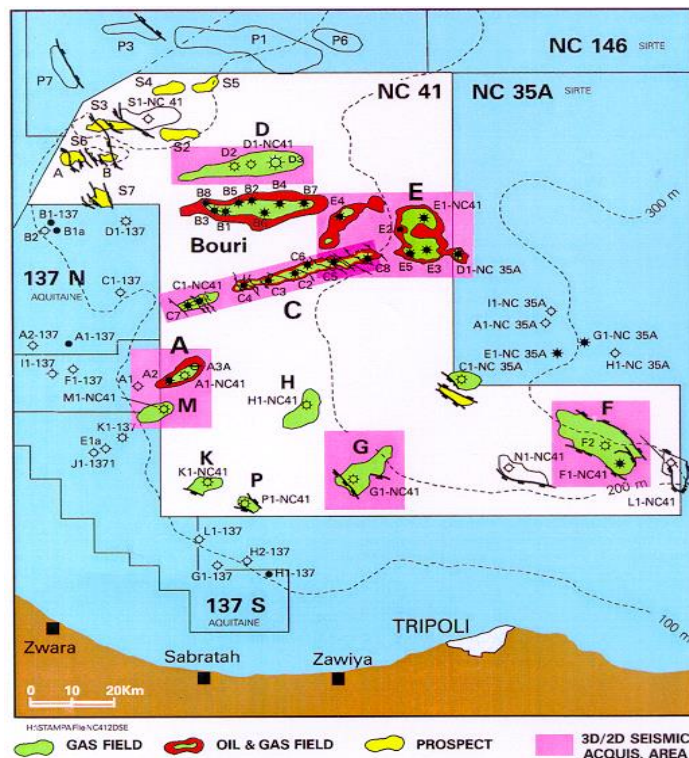 P3
P1
P6
NC 146 SIRTE
P7
S4
S5
S1-NC 41
S3
NC 41
NC 35A SIRTE
S2
S6
A
B
D
D1-NC41
D2
D3
S7
B8
B5
B2
B4
B7
E4
E
E1-NC41
300 m
B1-137
B2
B1a
D1-137
B3
B1
E2
Bouri
E5
E3
D1-NC 35A
137 N
AQUITAINE
C1-137
C1-NC41
C6
C5
C8
C4
C3
C2
C7
C
I1-NC 35A
A1-NC 35A
G1-NC 35A
A2-137
A1-137
E1-NC 35A
H1-NC 35A
A
I1-137
F1-137
A1
A2
A3A
A1-NC41
C1-NC 35A
M1-NC41
M
H
H1-NC41
F
K1-137
E1a
J1-1371
G
F2
N1-NC41
F1-NC41
K
K1-NC41
P
P1-NC41
G1-NC41
200 m
L1-NC41
L1-137
H2-137
G1-137
H1-137
137 S
AQUITAINE
100 m
TRIPOLI
Zwara
Sabratah
Zawiya
0 10 20Km
GAS FIELD
OIL & GAS FIELD
PROSPECT
3D/2D SEISMIC
ACQUIS. AREA